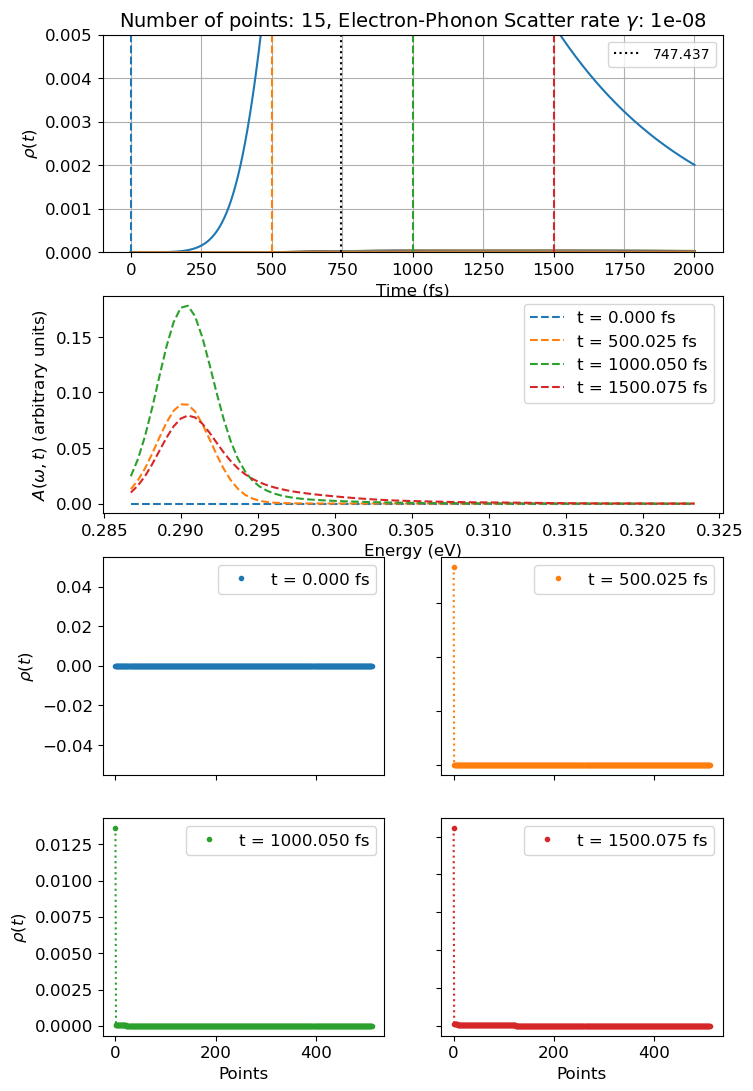 Number of points: 15, Electron-Phonon Scatter rate γ: 1e-08
0.005
0.004
0.003
0.002
0.001
0.000
ρ(t)
747.437
0 250 500 750 1000 1250 1500 1750 2000
Time (fs)
0.15
0.10
0.05
0.00
A(ω, t) (arbitrary units)
t = 0.000 fs
t = 500.025 fs
t = 1000.050 fs
t = 1500.075 fs
0.285 0.290 0.295 0.300 0.305 0.310 0.315 0.320 0.325
Energy (eV)
0.04
0.02
0.00
−0.02
−0.04
ρ(t)
t = 0.000 fs
t = 500.025 fs
0.0125
0.0100
0.0075
0.0050
0.0025
0.0000
ρ(t)
t = 1000.050 fs
0 200 400
Points
t = 1500.075 fs
0 200 400
Points